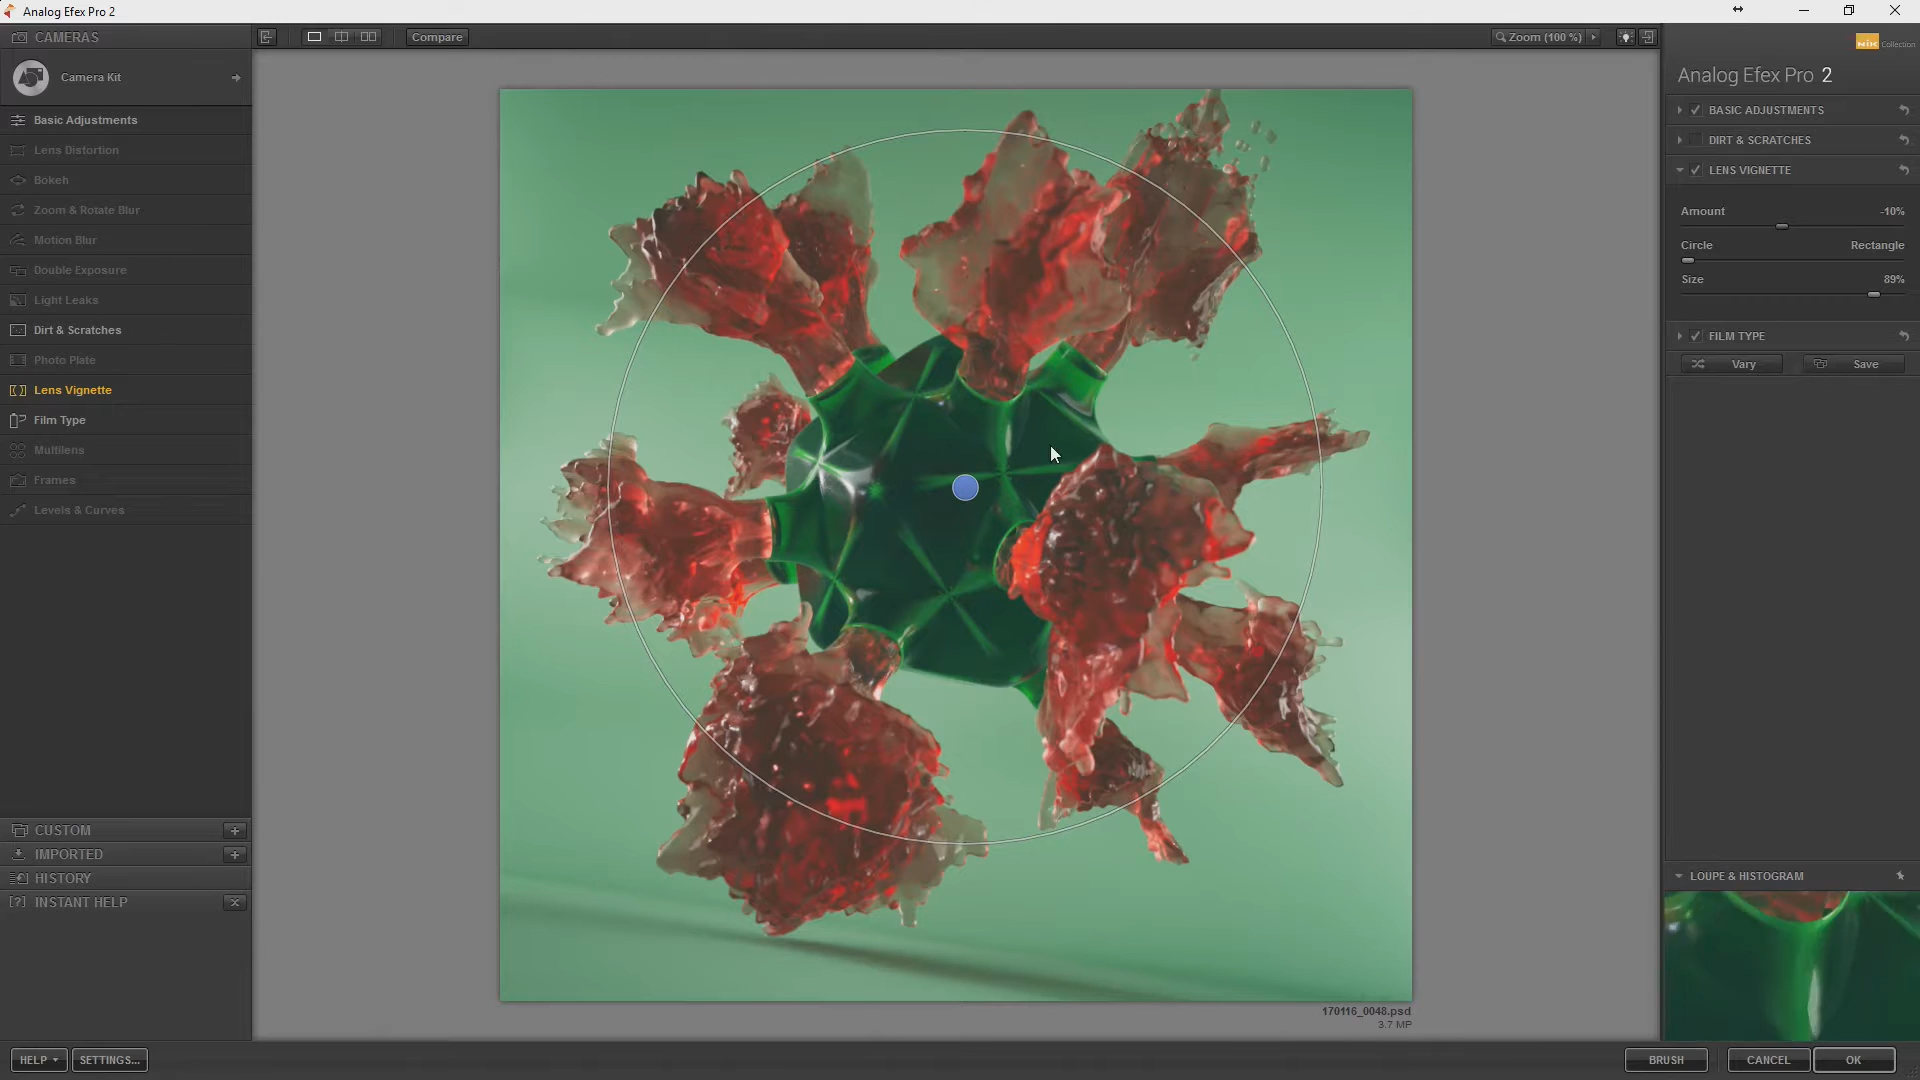 Analog Efex Pro 2
CAMERAS
Camera Kit
Basic Adjustments
Lens Distortion
Bokeh
Zoom & Rotate Blur
Motion Blur
Double Exposure
Light Leaks
Dirt & Scratches
Photo Plate
Lens Vignette
Film Type
Multilens
Frames
Levels & Curves
CUSTOM
IMPORTED
HISTORY
[?] INSTANT HELP
HELP
SETTINGS...
Compare
Zoom (100 %)
170116_0048.psd
3.7 MP
NIK Collection
Analog Efex Pro 2
BASIC ADJUSTMENTS
DIRT & SCRATCHES
LENS VIGNETTE
Amount -10%
Circle Rectangle
Size 89%
FILM TYPE
Vary Save
LOUPE & HISTOGRAM
BRUSH CANCEL OK